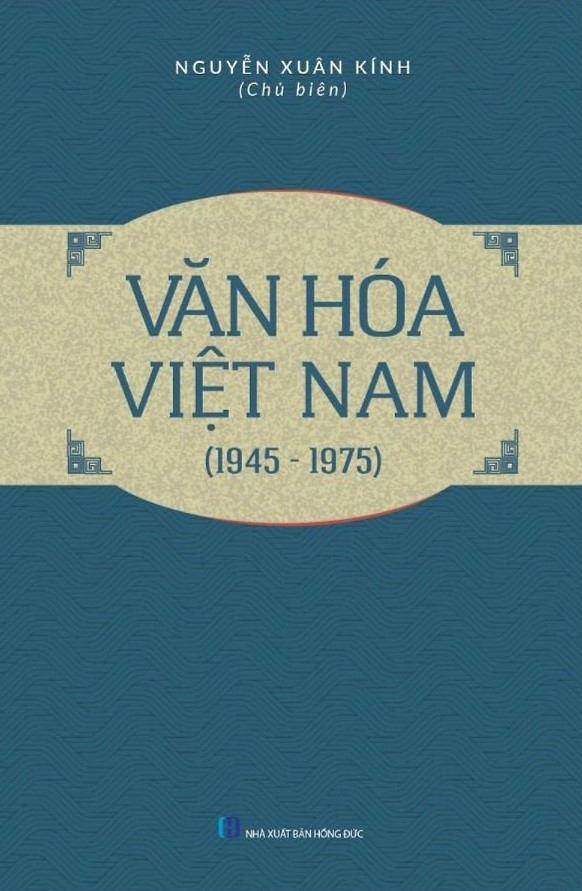 NGUYỄN XUÂN KÍNH
(Chủ biên)
VĂN HÓA
VIỆT NAM
(1945 - 1975)
NHÀ XUẤT BẢN HỒNG ĐỨC